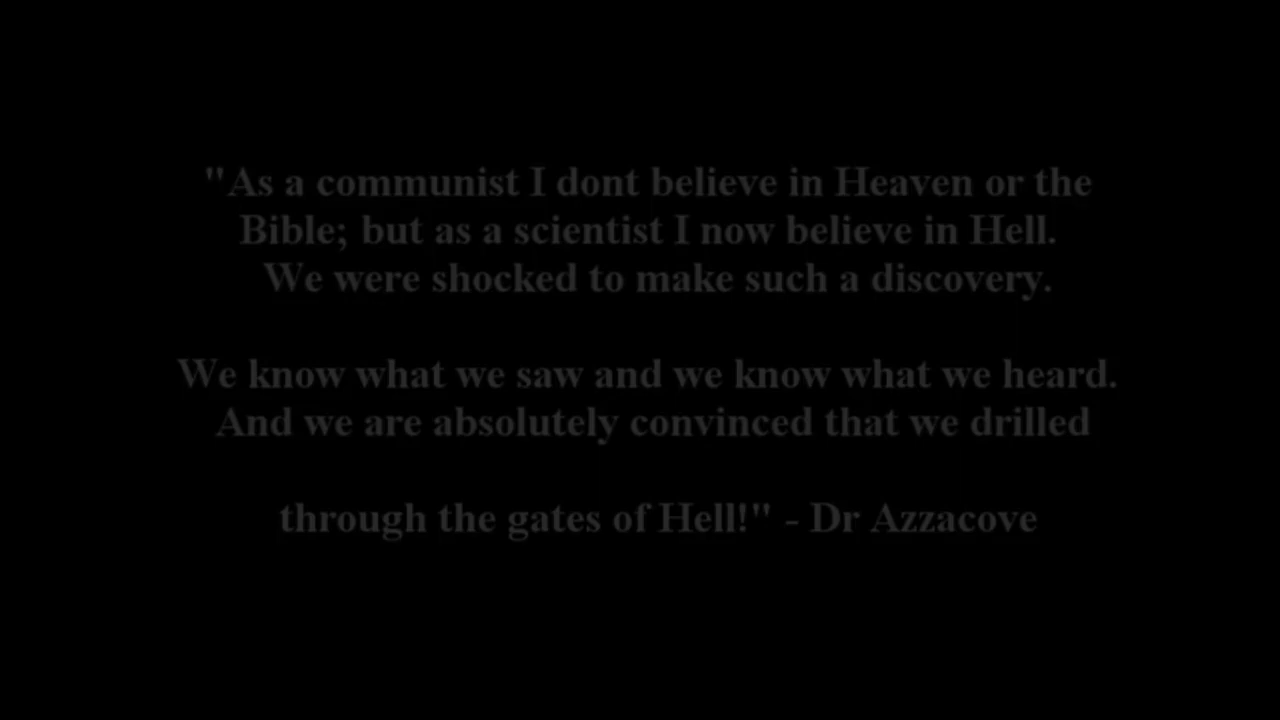 "As a communist I dont believe in Heaven or the
Bible; but as a scientist I now believe in Hell.
We were shocked to make such a discovery.
We know what we saw and we know what we heard.
And we are absolutely convinced that we drilled
through the gates of Hell!" - Dr Azzacove